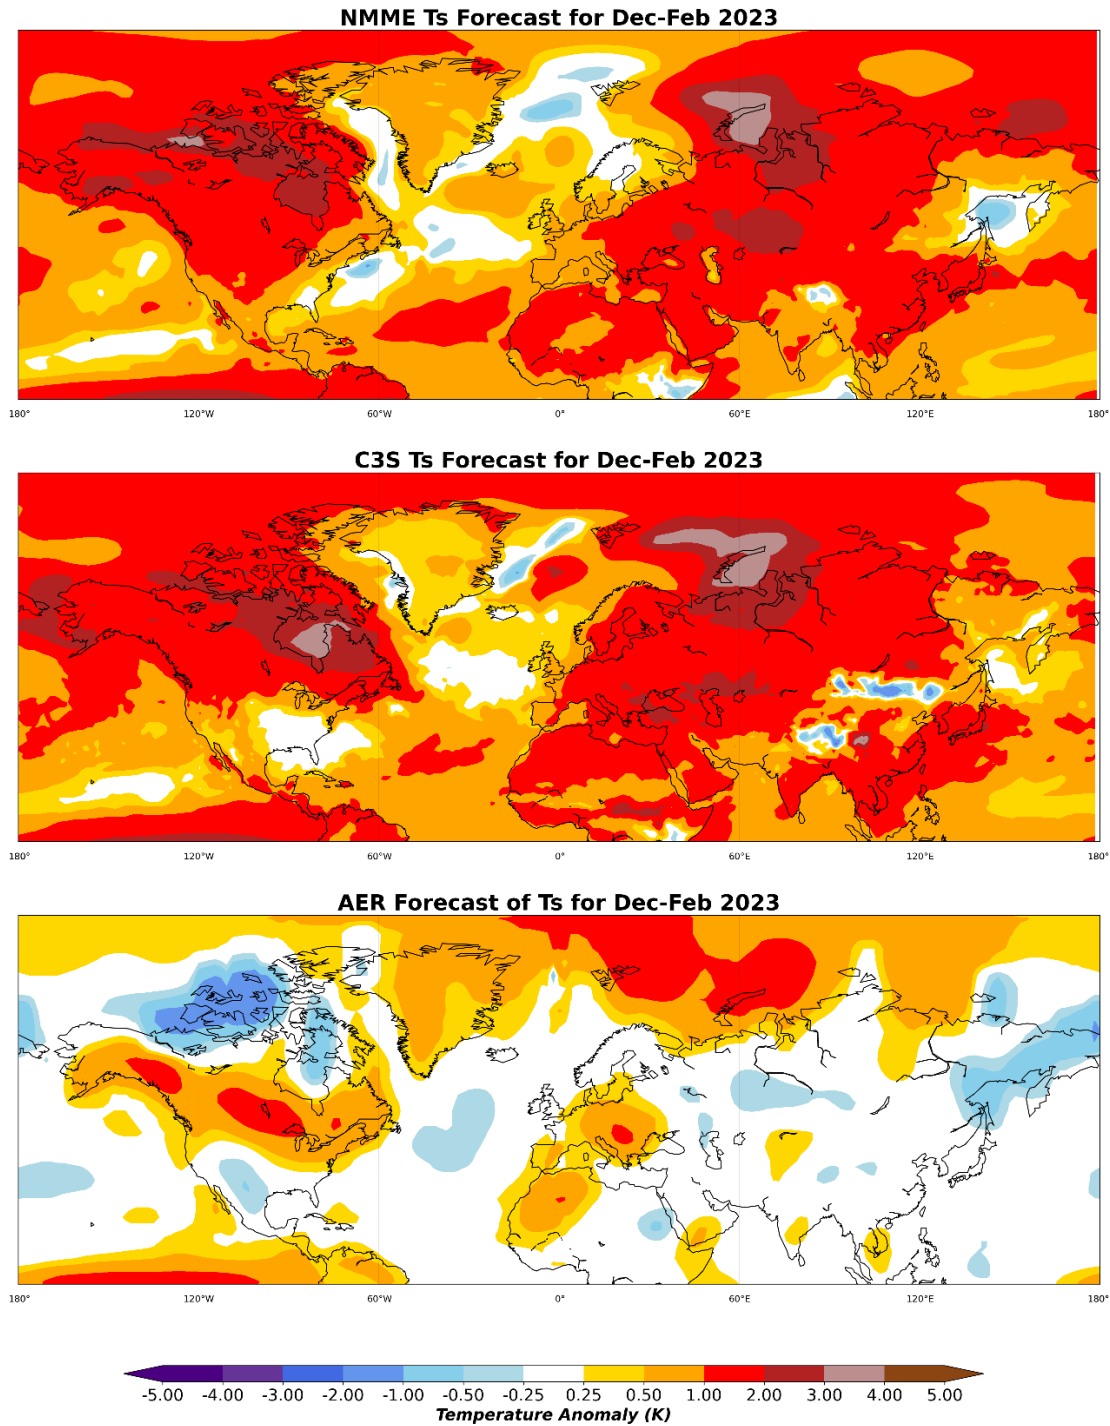 NMME Ts Forecast for Dec-Feb 2023
180° 120°W 60°W 0° 60°E 120°E 180°
C3S Ts Forecast for Dec-Feb 2023
180° 120°W 60°W 0° 60°E 120°E 180°
AER Forecast of Ts for Dec-Feb 2023
180° 120°W 60°W 0° 60°E 120°E 180°
-5.00 -4.00 -3.00 -2.00 -1.00 -0.50 -0.25 0.25 0.50 1.00 2.00 3.00 4.00 5.00
Temperature Anomaly (K)